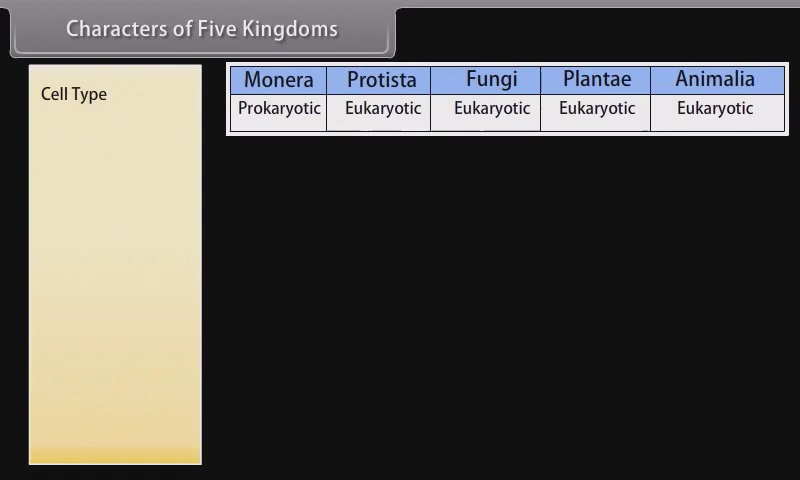 Characters of Five Kingdoms
Cell Type
Monera Protista Fungi Plantae Animalia
Prokaryotic Eukaryotic Eukaryotic Eukaryotic Eukaryotic